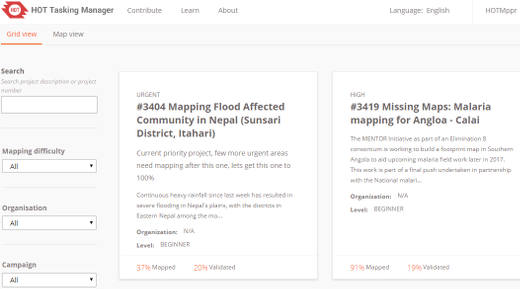 HOT Tasking Manager Contribute Learn About Language: English HOTMppr
Grid view Map view
Search
Search project description or project
number
Mapping difficulty
All
Organisation
All
Campaign
All
URGENT
#3404 Mapping Flood Affected
Community in Nepal (Sunsari
District, Itahari)
Current priority project, few more urgent areas
need mapping after this one, lets get this one to
100%
Continuous heavy rainfall since last week has resulted in
severe flooding in Nepal's plains, with the districts in
Eastern Nepal among the mo...
Organization: N/A
Level: BEGINNER
37% Mapped 20% Validated
HIGH
#3419 Missing Maps: Malaria
mapping for Angloa - Calai
The MENTOR Initiative as part of an Elimination 8
consortium is working to build a footprint map in Southern
Angola to aid upcoming malaria field work later in 2017.
This work is part of a final push undertaken in partnership
with the National malari...
Organization: N/A
Level: BEGINNER
91% Mapped 19% Validated